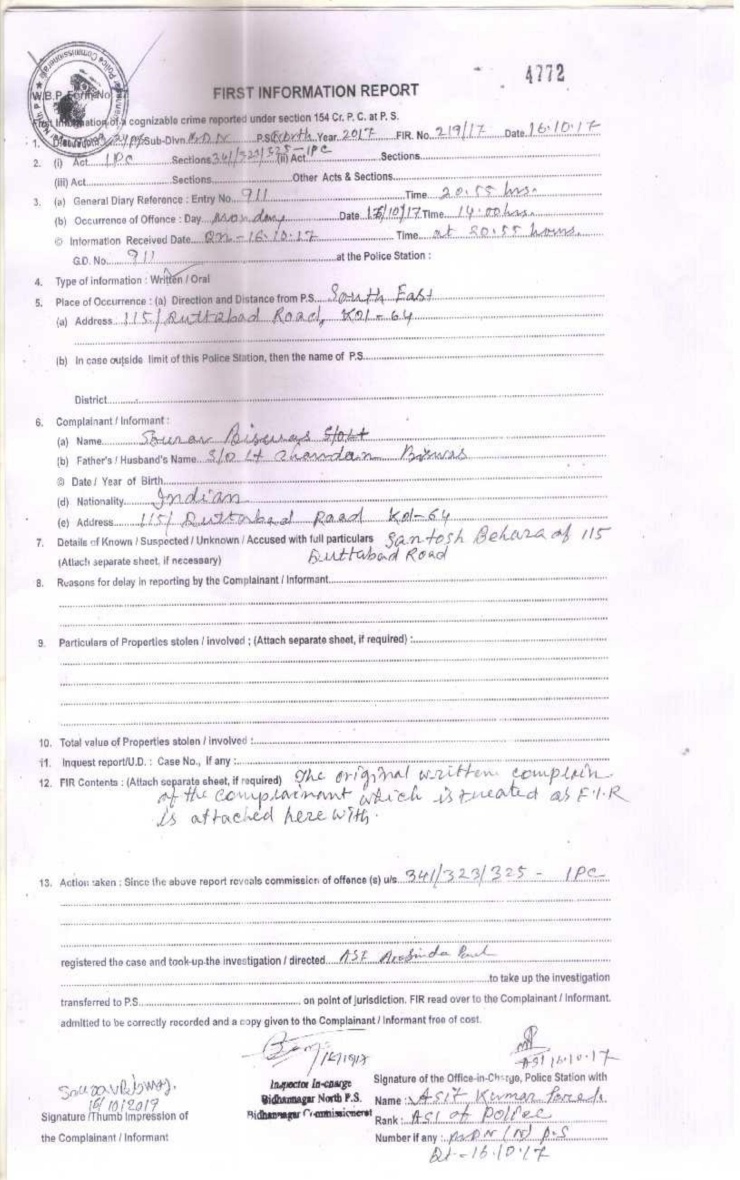 4772
W.B.P. Form No
FIRST INFORMATION REPORT
First Information of a cognizable crime reported under section 154 Cr. P. C. at P. S.
1. Sub-Divn. BDN P.S. (North Year 2017 FIR. No. 219/17 Date. 16.10.17
2. (i) Act IPC Sections 341/323/325 - IPC (ii) Act Sections
(iii) Act Sections Other Acts & Sections
3. (a) General Diary Reference : Entry No. 911 Time 20.55 hrs.
(b) Occurrence of Offence : Day Monday Date 16/10/17 Time 14.00 hrs.
© Information Received Date On - 16.10.17 Time at 20.55 hours.
G.D. No. 911 at the Police Station :
4. Type of information : Written / Oral
5. Place of Occurrence : (a) Direction and Distance from P.S. South East
(a) Address 115/ Duttabad Road, Kol-64
(b) In case outside limit of this Police Station, then the name of P.S.
District
6. Complainant / Informant :
(a) Name Sourav Biswas S/O Lt
(b) Father's / Husband's Name S/O Lt Chandan Biswas
© Date / Year of Birth
(d) Nationality Indian
(e) Address 115/ Duttabad Road Kol-64
7. Details of Known / Suspected / Unknown / Accused with full particulars Santosh Behara of 115
(Attach separate sheet, if necessary) Duttabad Road
8. Reasons for delay in reporting by the Complainant / Informant
9. Particulars of Properties stolen / involved ; (Attach separate sheet, if required) :
10. Total value of Properties stolen / involved :
11. Inquest report/U.D. : Case No., If any :
12. FIR Contents : (Attach separate sheet, if required) The original written complain
of the complainant which is treated as F.I.R
is attached here with.
13. Action taken : Since the above report reveals commission of offence (s) u/s 341/323/325 - IPC
registered the case and took-up the investigation / directed ASI Arobinda Paul
to take up the investigation
transferred to P.S. on point of jurisdiction. FIR read over to the Complainant / Informant.
admitted to be correctly recorded and a copy given to the Complainant / Informant free of cost.
16/10/17
ASI 16.10.17
Sourav Biswas.
16/10/2017
Signature /Thumb Impression of
the Complainant / Informant
Inspector In-charge
Bidhannagar North P.S.
Bidhannagar Commissionerat
Signature of the Office-in-Charge, Police Station with
Name : Asit Kumar
Rank : ASI of Police
Number if any : BDN (N) P.S
Dt - 16.10.17